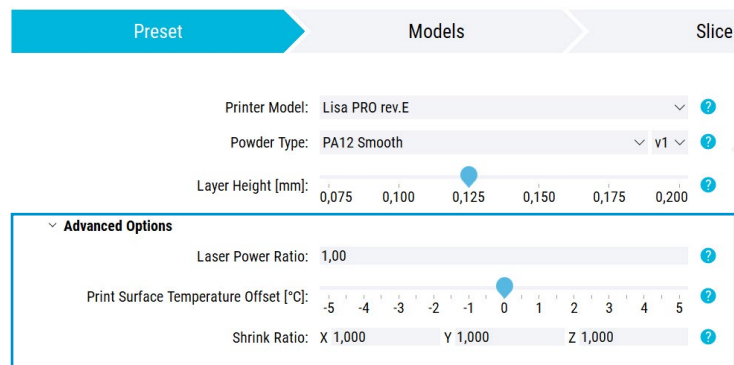 Preset Models Slice
Printer Model: Lisa PRO rev.E ?
Powder Type: PA12 Smooth v1 ?
Layer Height [mm]: ?
0,075 0,100 0,125 0,150 0,175 0,200
Advanced Options
Laser Power Ratio: 1,00 ?
Print Surface Temperature Offset [°C]: ?
-5 -4 -3 -2 -1 0 1 2 3 4 5
Shrink Ratio: X 1,000 Y 1,000 Z 1,000 ?